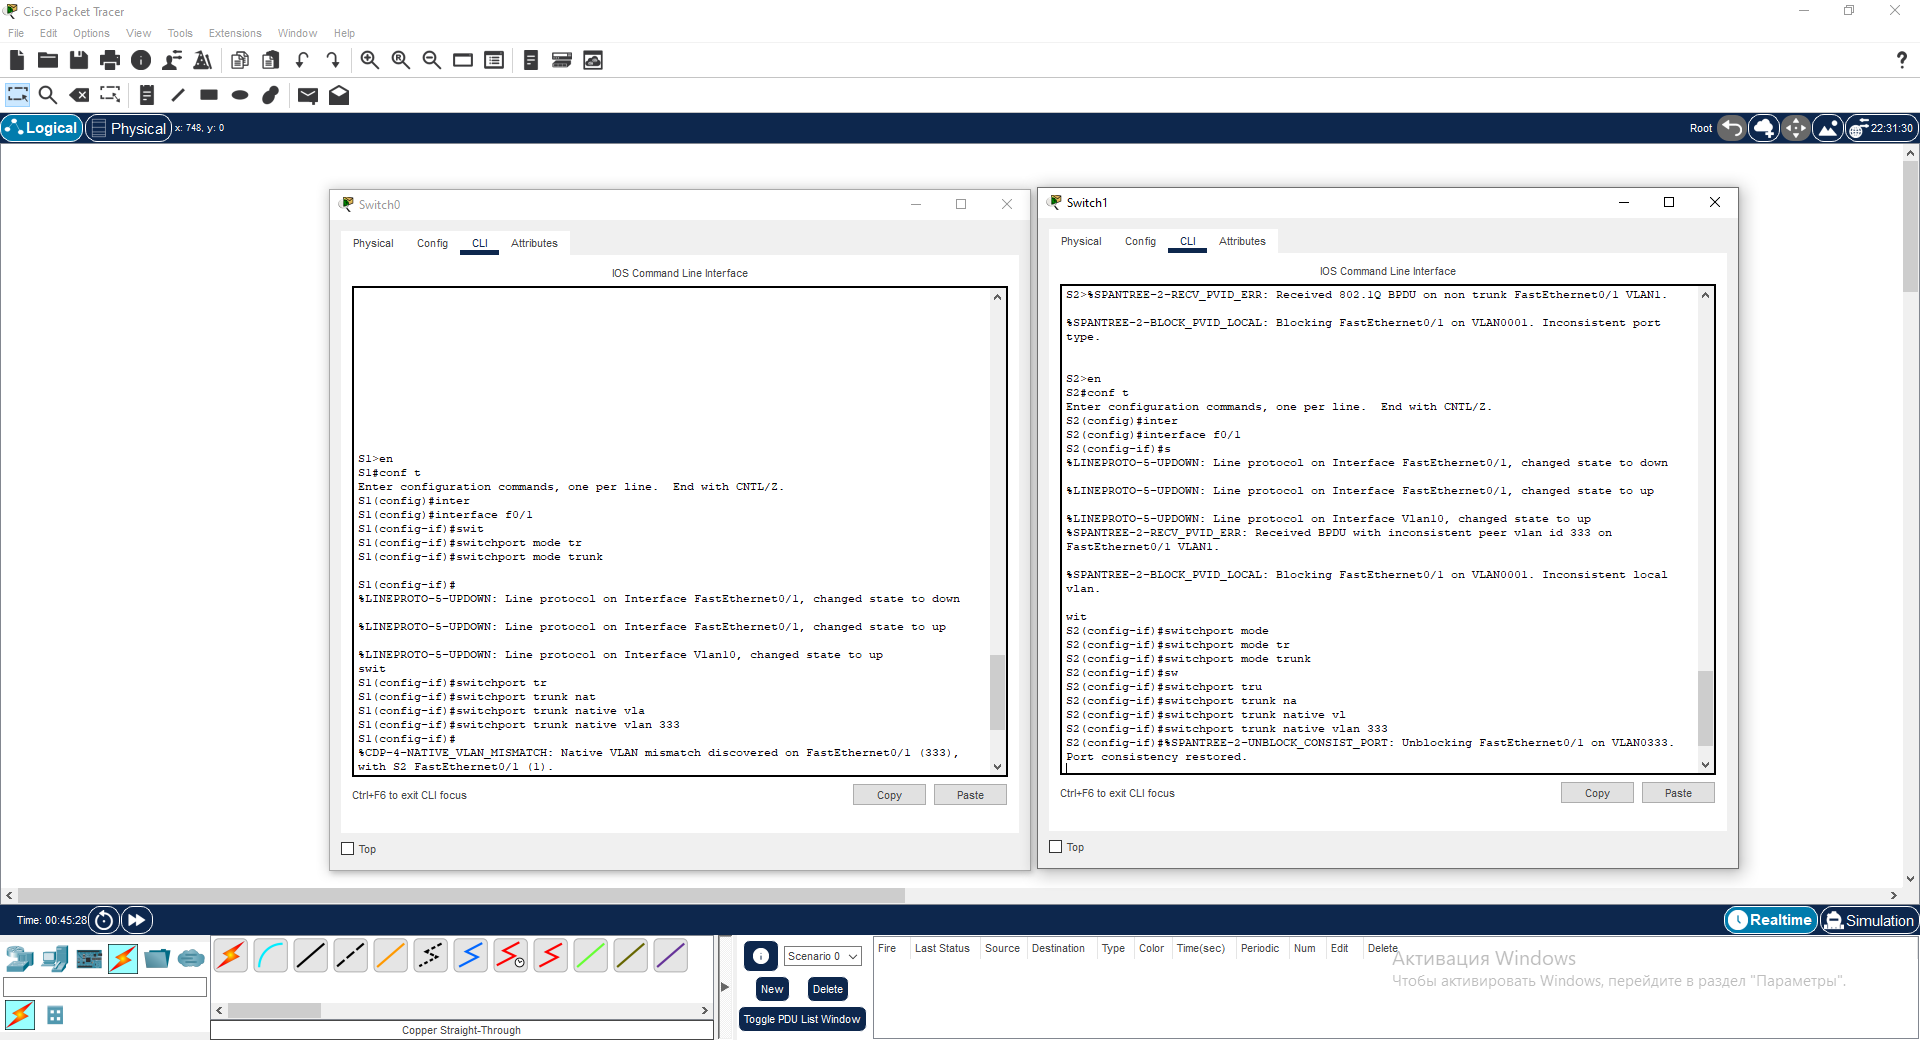 Cisco Packet Tracer
File Edit Options View Tools Extensions Window Help
Logical Physical x: 748, y: 0
Root 22:31:30
Switch0
Physical Config CLI Attributes
IOS Command Line Interface
S1>en
S1#conf t
Enter configuration commands, one per line.  End with CNTL/Z.
S1(config)#inter
S1(config)#interface f0/1
S1(config-if)#swit
S1(config-if)#switchport mode tr
S1(config-if)#switchport mode trunk
S1(config-if)#
%LINEPROTO-5-UPDOWN: Line protocol on Interface FastEthernet0/1, changed state to down
%LINEPROTO-5-UPDOWN: Line protocol on Interface FastEthernet0/1, changed state to up
%LINEPROTO-5-UPDOWN: Line protocol on Interface Vlan10, changed state to up
swit
S1(config-if)#switchport tr
S1(config-if)#switchport trunk nat
S1(config-if)#switchport trunk native vla
S1(config-if)#switchport trunk native vlan 333
S1(config-if)#
%CDP-4-NATIVE_VLAN_MISMATCH: Native VLAN mismatch discovered on FastEthernet0/1 (333),
with S2 FastEthernet0/1 (1).
Ctrl+F6 to exit CLI focus
Copy Paste
Top
Switch1
Physical Config CLI Attributes
IOS Command Line Interface
S2>%SPANTREE-2-RECV_PVID_ERR: Received 802.1Q BPDU on non trunk FastEthernet0/1 VLAN1.
%SPANTREE-2-BLOCK_PVID_LOCAL: Blocking FastEthernet0/1 on VLAN0001. Inconsistent port
type.
S2>en
S2#conf t
Enter configuration commands, one per line.  End with CNTL/Z.
S2(config)#inter
S2(config)#interface f0/1
S2(config-if)#s
%LINEPROTO-5-UPDOWN: Line protocol on Interface FastEthernet0/1, changed state to down
%LINEPROTO-5-UPDOWN: Line protocol on Interface FastEthernet0/1, changed state to up
%LINEPROTO-5-UPDOWN: Line protocol on Interface Vlan10, changed state to up
%SPANTREE-2-RECV_PVID_ERR: Received BPDU with inconsistent peer vlan id 333 on
FastEthernet0/1 VLAN1.
%SPANTREE-2-BLOCK_PVID_LOCAL: Blocking FastEthernet0/1 on VLAN0001. Inconsistent local
vlan.
wit
S2(config-if)#switchport mode
S2(config-if)#switchport mode tr
S2(config-if)#switchport mode trunk
S2(config-if)#sw
S2(config-if)#switchport tru
S2(config-if)#switchport trunk na
S2(config-if)#switchport trunk native vl
S2(config-if)#switchport trunk native vlan 333
S2(config-if)#%SPANTREE-2-UNBLOCK_CONSIST_PORT: Unblocking FastEthernet0/1 on VLAN0333.
Port consistency restored.
Ctrl+F6 to exit CLI focus
Copy Paste
Top
Time: 00:45:28
Realtime Simulation
Copper Straight-Through
Scenario 0
New Delete
Toggle PDU List Window
Fire Last Status Source Destination Type Color Time(sec) Periodic Num Edit Delete
Активация Windows
Чтобы активировать Windows, перейдите в раздел "Параметры".